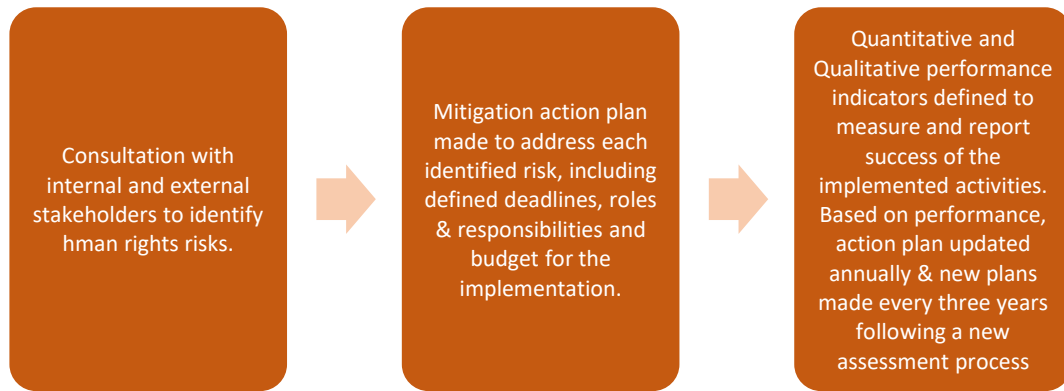 Consultation with
internal and external
stakeholders to identify
hman rights risks.
Mitigation action plan
made to address each
identified risk, including
defined deadlines, roles
& responsibilities and
budget for the
implementation.
Quantitative and
Qualitative performance
indicators defined to
measure and report
success of the
implemented activities.
Based on performance,
action plan updated
annually & new plans
made every three years
following a new
assessment process